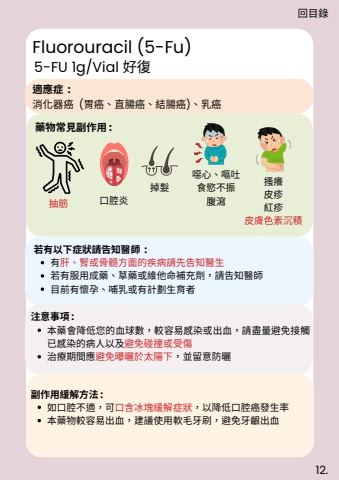 回目錄
Fluorouracil (5-Fu)
5-FU 1g/Vial 好復
適應症：
消化器癌（胃癌、直腸癌、結腸癌）、乳癌
藥物常見副作用：
抽筋
口腔炎
掉髮
噁心、嘔吐
食慾不振
腹瀉
搔癢
皮疹
紅疹
皮膚色素沉積
若有以下症狀請告知醫師：
• 有肝、腎或骨髓方面的疾病請先告知醫生
• 若有服用成藥、草藥或維他命補充劑，請告知醫師
• 目前有懷孕、哺乳或有計劃生育者
注意事項：
• 本藥會降低您的血球數，較容易感染或出血，請盡量避免接觸
已感染的病人以及避免碰撞或受傷
• 治療期間應避免曝曬於太陽下，並留意防曬
副作用緩解方法：
• 如口腔不適，可口含冰塊緩解症狀，以降低口腔癌發生率
• 本藥物較容易出血，建議使用軟毛牙刷，避免牙齦出血
12.